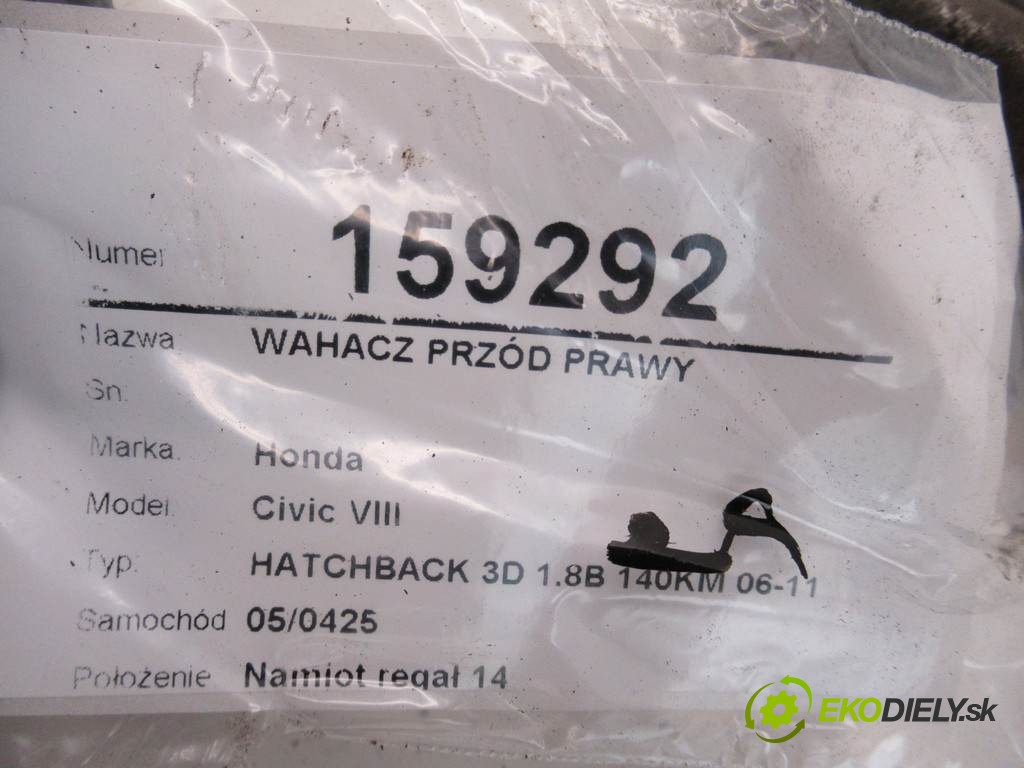 Numer 159292
Nazwa: WAHACZ PRZÓD PRAWY
Sn:
Marka: Honda
Model: Civic VIII
Typ: HATCHBACK 3D 1.8B 140KM 06-11
Samochód 05/0425
Położenie Namiot regał 14
EKODIELY.sk